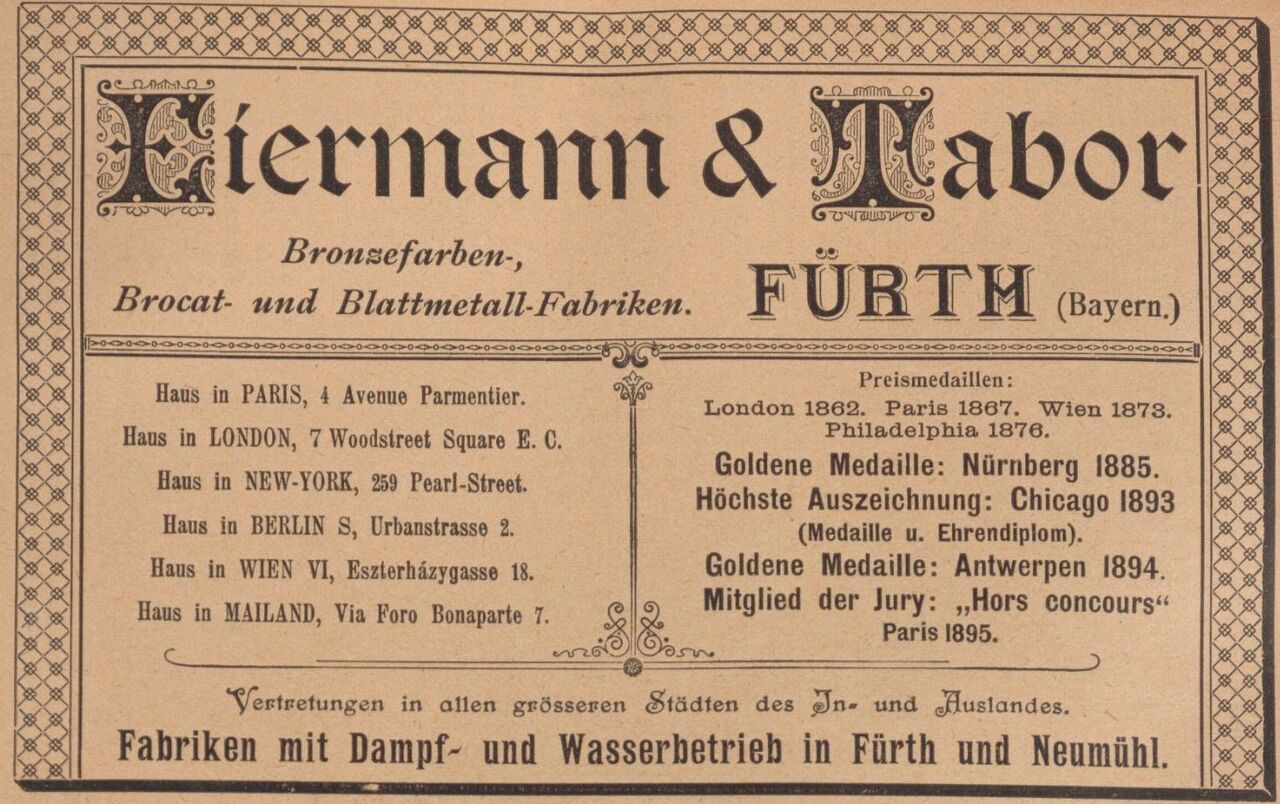 Eiermann & Tabor
Bronzefarben-,
Brocat- und Blattmetall-Fabriken.
FÜRTH (Bayern.)
Haus in PARIS, 4 Avenue Parmentier.
Haus in LONDON, 7 Woodstreet Square E. C.
Haus in NEW-YORK, 259 Pearl-Street.
Haus in BERLIN S, Urbanstrasse 2.
Haus in WIEN VI, Eszterházygasse 18.
Haus in MAILAND, Via Foro Bonaparte 7.
Preismedaillen:
London 1862. Paris 1867. Wien 1873.
Philadelphia 1876.
Goldene Medaille: Nürnberg 1885.
Höchste Auszeichnung: Chicago 1893
(Medaille u. Ehrendiplom).
Goldene Medaille: Antwerpen 1894.
Mitglied der Jury: „Hors concours“
Paris 1895.
Vertretungen in allen grösseren Städten des In- und Auslandes.
Fabriken mit Dampf- und Wasserbetrieb in Fürth und Neumühl.